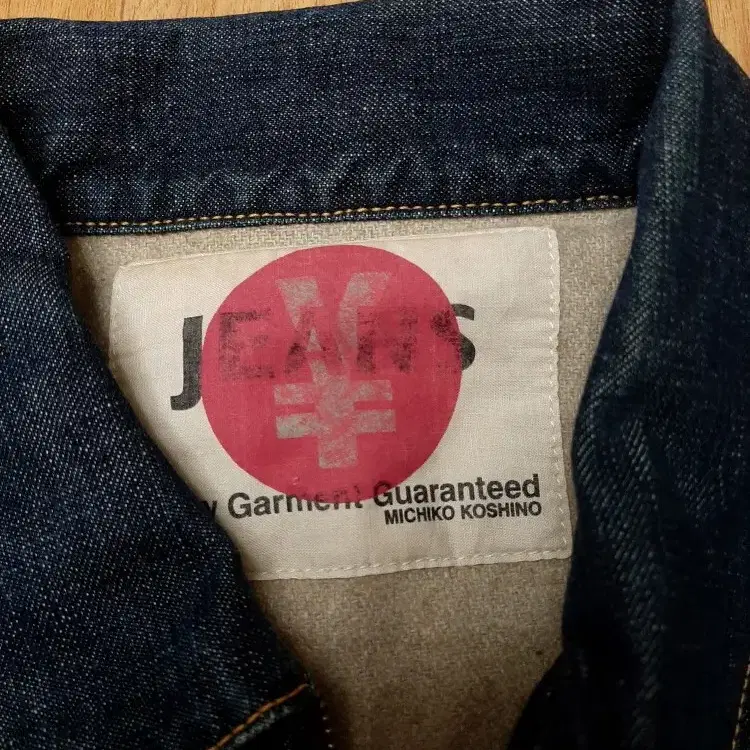 JEANS
¥
Garment Guaranteed
MICHIKO KOSHINO